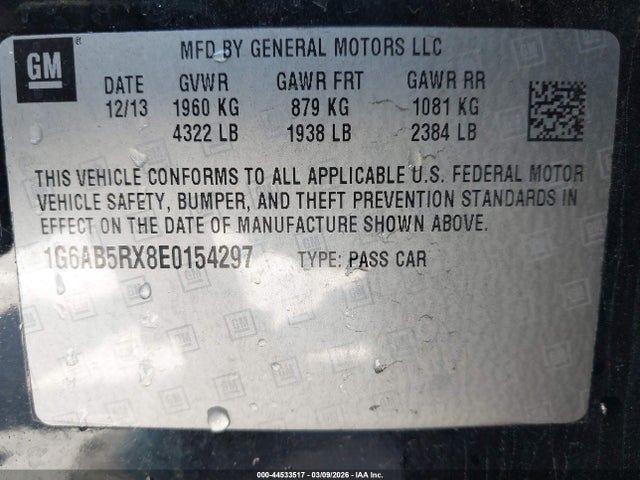 GM
MFD BY GENERAL MOTORS LLC
DATE GVWR GAWR FRT GAWR RR
12/13 1960 KG 879 KG 1081 KG
4322 LB 1938 LB 2384 LB
THIS VEHICLE CONFORMS TO ALL APPLICABLE U.S. FEDERAL MOTOR
VEHICLE SAFETY, BUMPER, AND THEFT PREVENTION STANDARDS IN
EFFECT ON THE DATE OF MANUFACTURE SHOWN ABOVE.
1G6AB5RX8E0154297 TYPE: PASS CAR
000-44533517 - 03/09/2026 - IAA Inc.